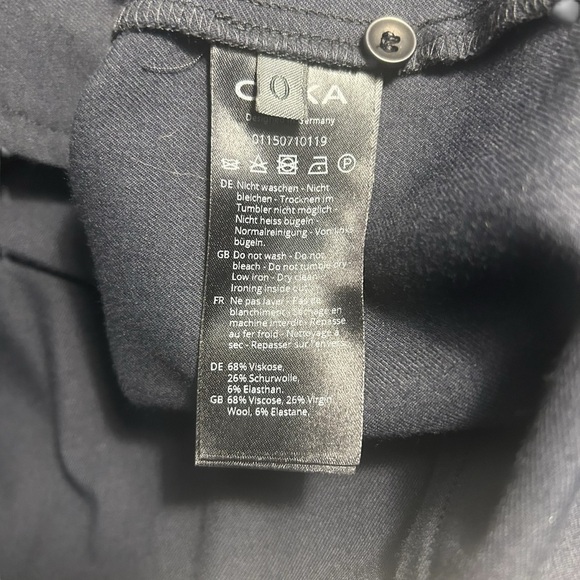 0
01150710119
P
DE Nicht waschen - Nicht
bleichen - Trocknen im
Tumbler nicht möglich -
Nicht heiss bügeln -
Normalreinigung - Von links
bügeln.
GB Do not wash - Do not
bleach - Do not tumble dry
Low iron - Dry clean
Ironing inside out
FR Ne pas laver - Pas de
blanchiment - Séchage en
machine interdit - Repasse
au fer froid - Nettoyage à
sec - Repasser sur l'envers
DE 68% Viskose,
26% Schurwolle,
6% Elasthan.
GB 68% Viscose, 26% Virgin
Wool, 6% Elastane.